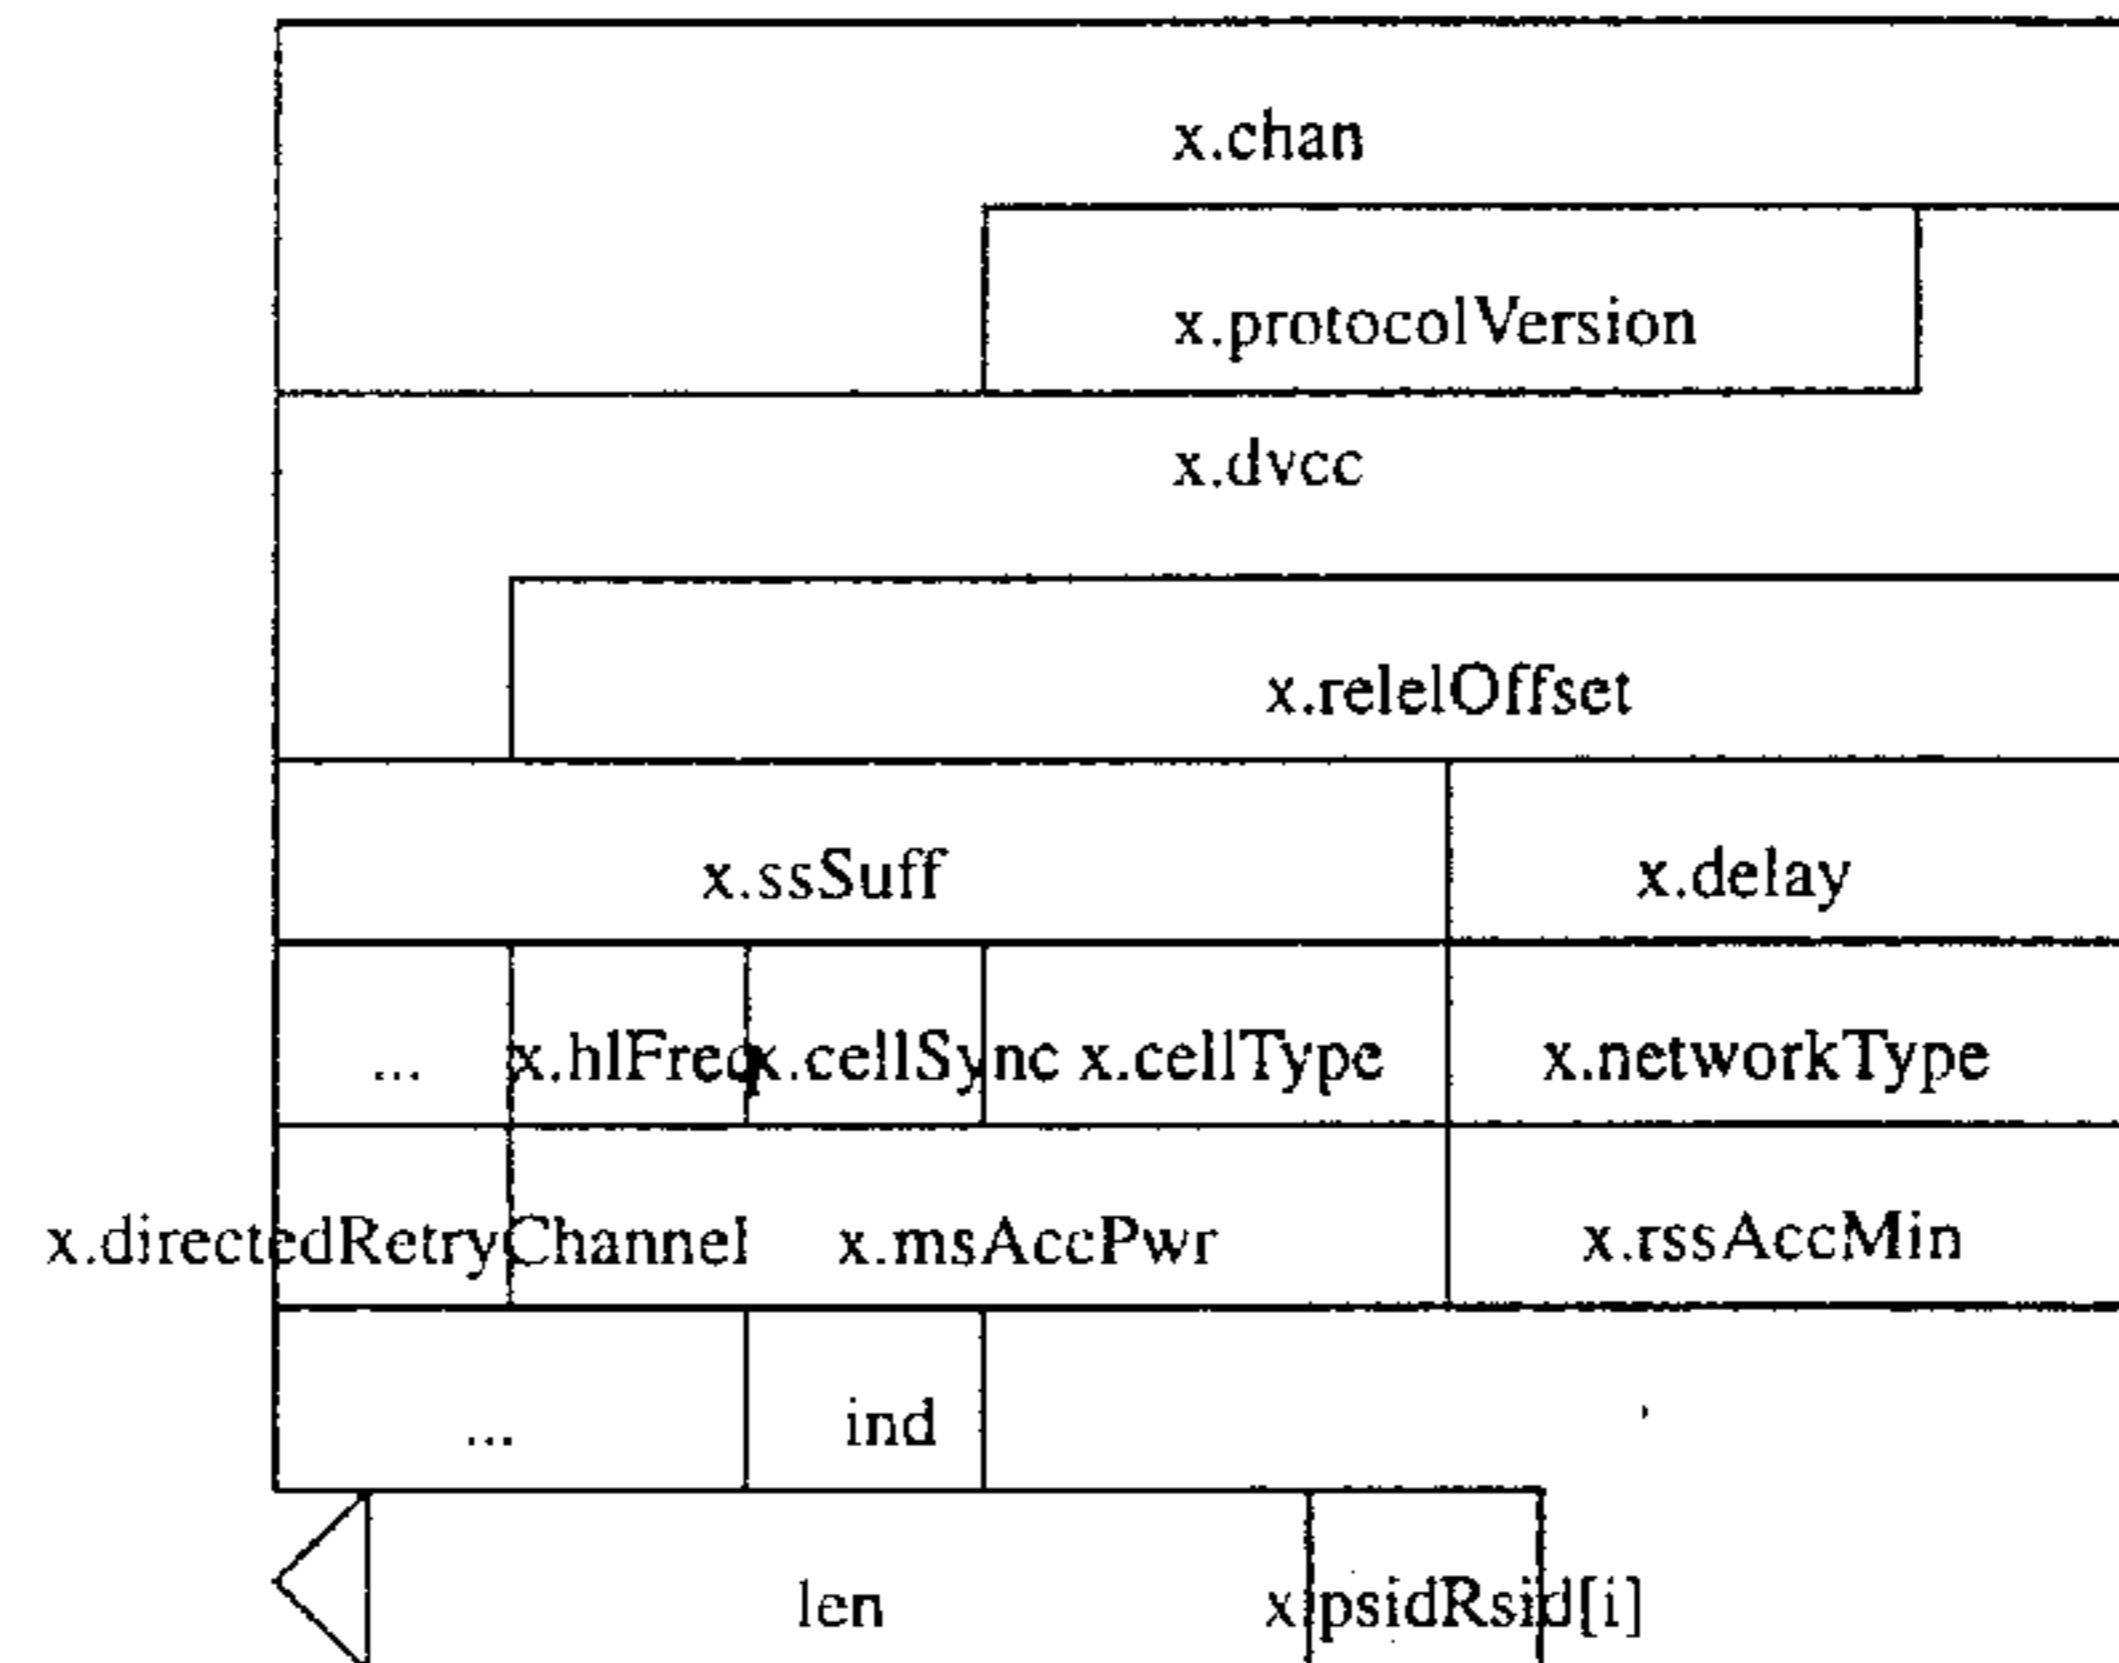 x.chan
x.protocolVersion
x.dvcc
x.relelOffset
x.ssSuff x.delay
... x.hlFreq x.cellSync x.cellType x.networkType
x.directedRetryChannel x.msAccPwr x.rssAccMin
... ind
len x.psidRsid[i]